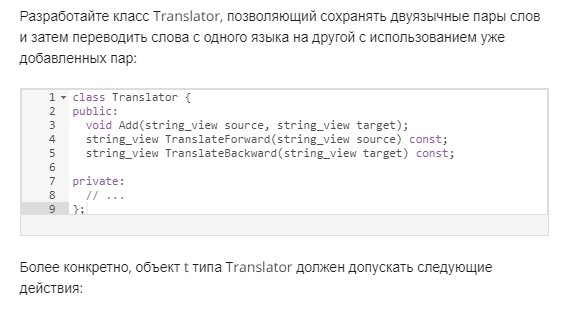 Разработайте класс Translator, позволяющий сохранять двуязычные пары слов
и затем переводить слова с одного языка на другой с использованием уже
добавленных пар:
1 class Translator {
2 public:
3 void Add(string_view source, string_view target);
4 string_view TranslateForward(string_view source) const;
5 string_view TranslateBackward(string_view target) const;
6
7 private:
8 // ...
9 };
Более конкретно, объект t типа Translator должен допускать следующие
действия: